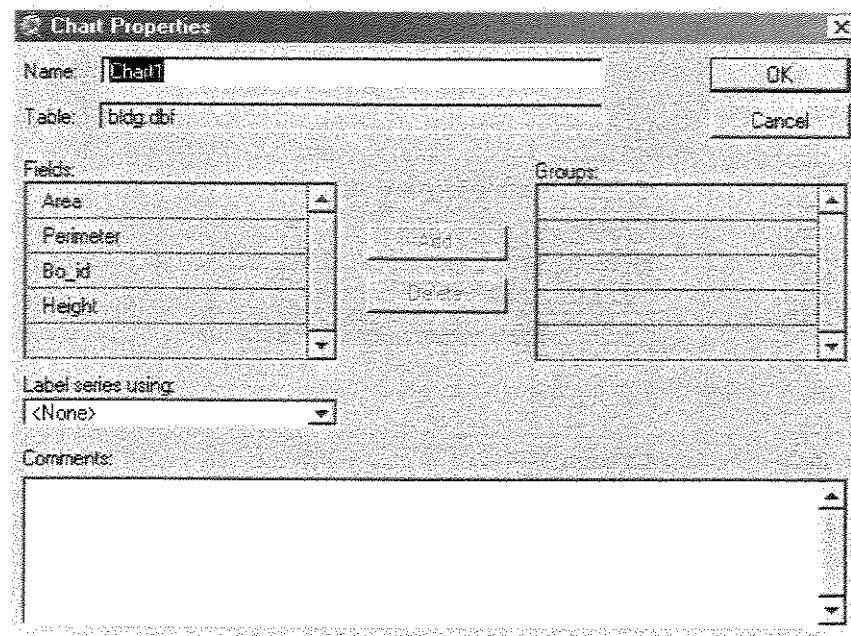 Chart Properties
Name: Chart1
OK
Table: bldg.dbf
Cancel
Fields:
Groups:
Area
Perimeter
Bo_id
Height
Add
Delete
Label series using:
<None>
Comments: